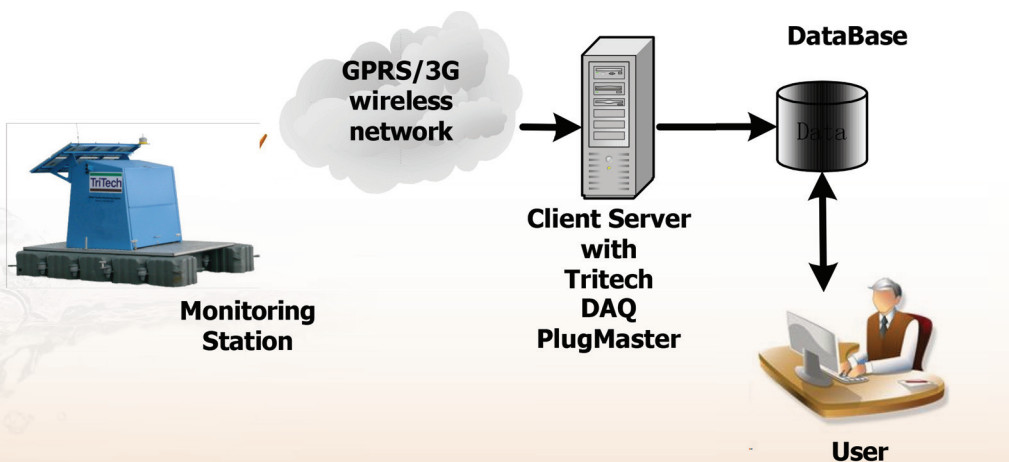 DataBase
GPRS/3G
wireless
network
Data
TriTech
Client Server
with
Tritech
DAQ
PlugMaster
Monitoring
Station
User